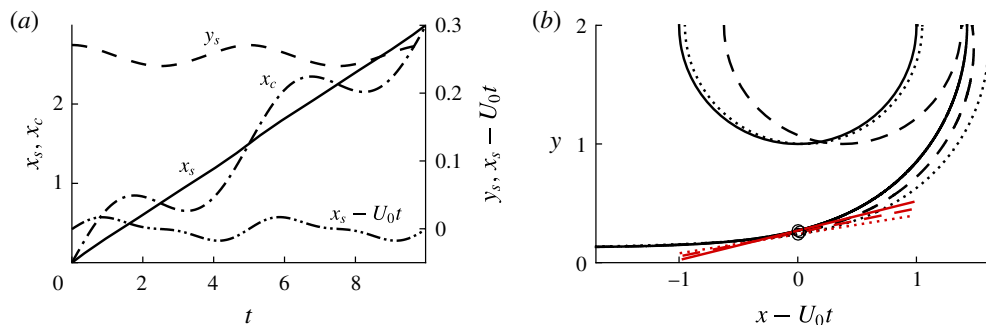 (a)
(b)
0.3
0.2
0.1
0
2
1
0 2 4 6 8
y_s
x_c
x_s
x_s − U_0t
x_s, x_c
y_s, x_s − U_0t
t
2
1
0
−1 0 1
y
x − U_0t